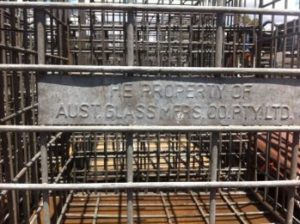 THE PROPERTY OF
AUST. GLASS MFRS. CO. PTY. LTD.